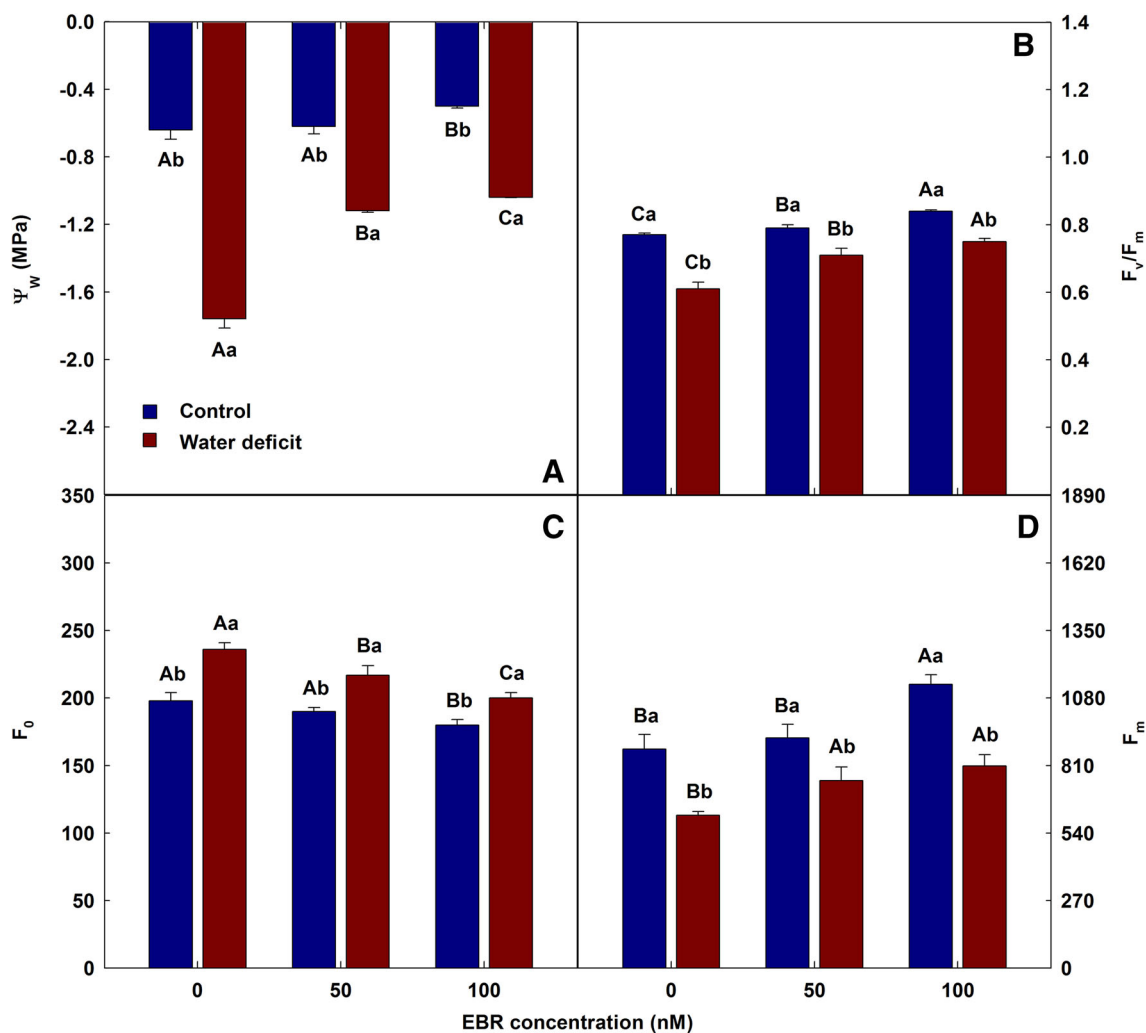 0.0
-0.4
-0.8
-1.2
-1.6
-2.0
-2.4
Ψw (MPa)
Ab
Aa
Ab
Ba
Bb
Ca
Control
Water deficit
A
1.4
1.2
1.0
0.8
0.6
0.4
0.2
Fv/Fm
B
Ca
Cb
Ba
Bb
Aa
Ab
350
300
250
200
150
100
50
0
F0
C
Ab
Aa
Ab
Ba
Bb
Ca
0
50
100
1890
1620
1350
1080
810
540
270
0
Fm
D
Ba
Bb
Ba
Ab
Aa
Ab
0
50
100
EBR concentration (nM)